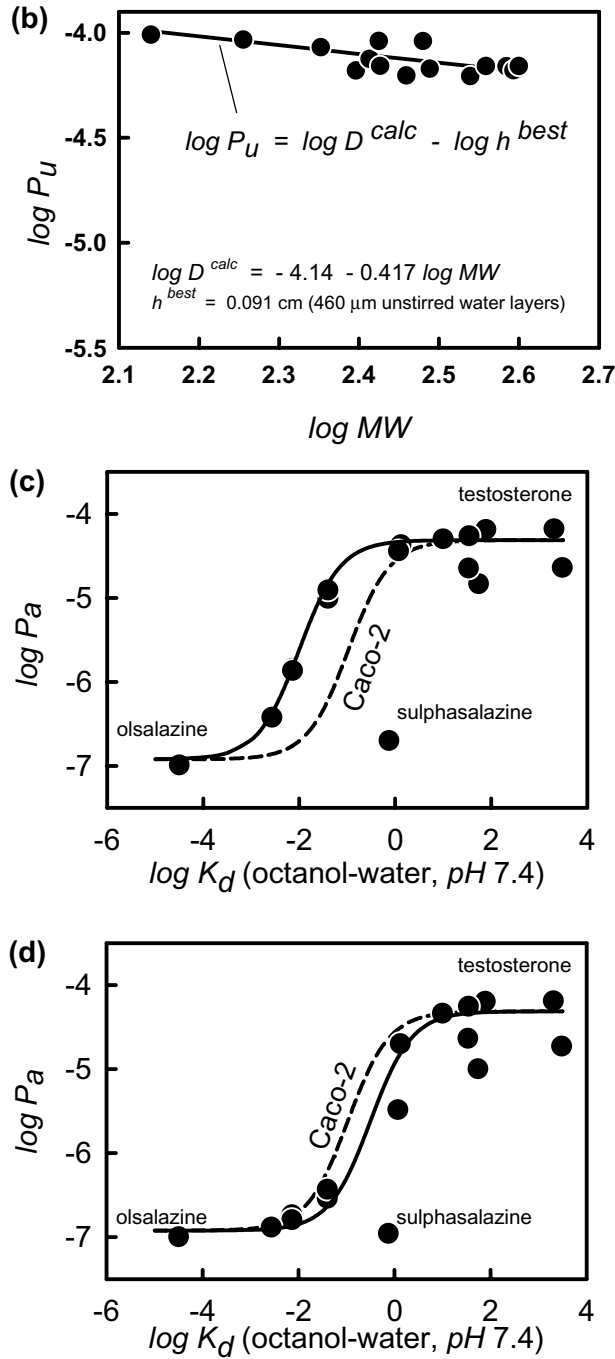 (b)
-4.0
-4.5
-5.0
-5.5
log Pu
log Pu = log D calc - log h best
log D calc = - 4.14 - 0.417 log MW
h best = 0.091 cm (460 μm unstirred water layers)
2.1 2.2 2.3 2.4 2.5 2.6 2.7
log MW
(c)
-4
-5
-6
-7
log Pa
testosterone
Caco-2
olsalazine
sulphasalazine
-6 -4 -2 0 2 4
log Kd (octanol-water, pH 7.4)
(d)
-4
-5
-6
-7
log Pa
testosterone
Caco-2
olsalazine
sulphasalazine
-6 -4 -2 0 2 4
log Kd (octanol-water, pH 7.4)